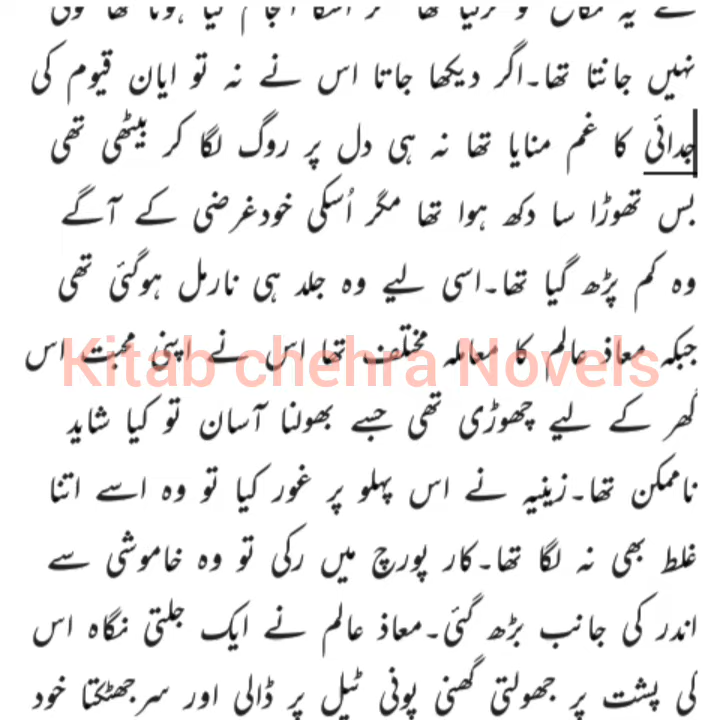 نہیں جانتا تھا۔اگر دیکھا جاتا اس نے نہ تو ایان قیوم کی
جدائی کا غم منایا تھا نہ ہی دل پر روگ لگا کر بیٹھی تھی
بس تھوڑا سا دکھ ہوا تھا مگر اُسکی خودغرضی کے آگے
وہ کم پڑھ گیا تھا۔اسی لیے وہ جلد ہی نارمل ہوگئی تھی
جبکہ معاذ عالم کا معاملہ مختلف تھا اس نے اپنی محبت اس
Kitab chehra Novels
گھر کے لیے چھوڑی تھی جسے بھولنا آسان تو کیا شاید
ناممکن تھا۔زینیہ نے اس پہلو پر غور کیا تو وہ اسے اتنا
غلط بھی نہ لگا تھا۔کار پورچ میں رکی تو وہ خاموشی سے
اندر کی جانب بڑھ گئی۔معاذ عالم نے ایک جلتی نگاہ اس
کی پشت پر جھولتی گھنی پونی ٹیل پر ڈالی اور سرجھٹکتا خود